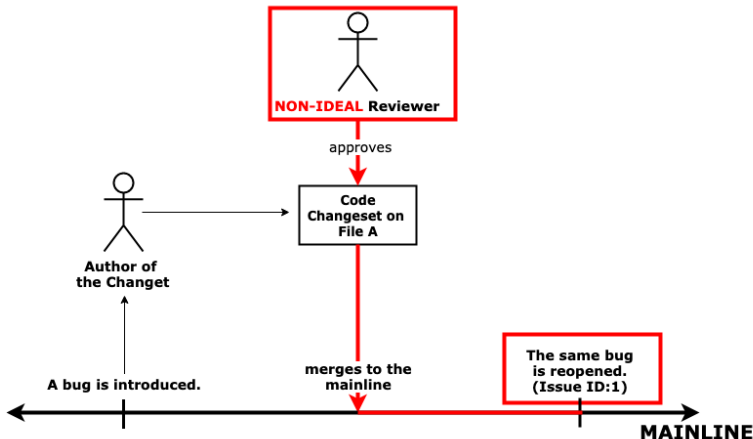 NON-IDEAL Reviewer
approves
Code
Changeset on
File A
Author of
the Changet
A bug is introduced.
merges to the
mainline
The same bug
is reopened.
(Issue ID:1)
MAINLINE